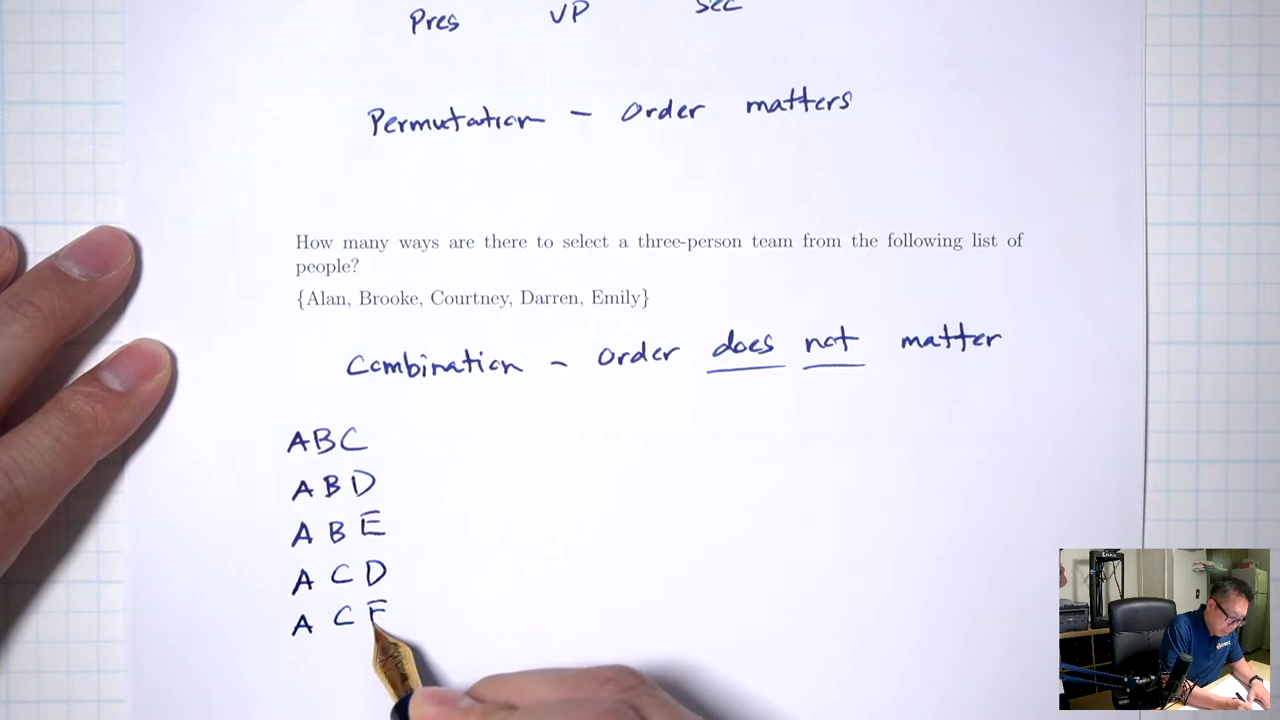 Pres VP Sec
Permutation - Order matters
How many ways are there to select a three-person team from the following list of
people?
{Alan, Brooke, Courtney, Darren, Emily}
Combination - Order does not matter
ABC
ABD
ABE
ACD
ACE